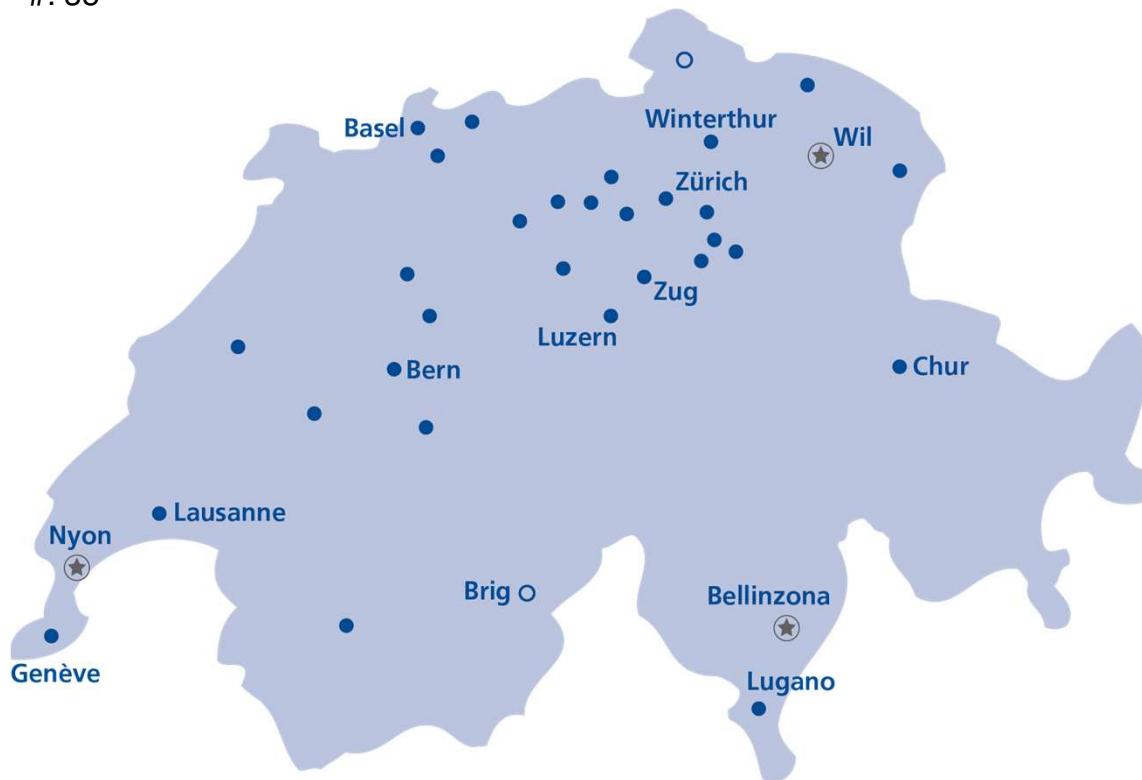 Winterthur
Basel
Wil
Zürich
Zug
Luzern
Bern
Chur
Lausanne
Nyon
Brig
Bellinzona
Genève
Lugano